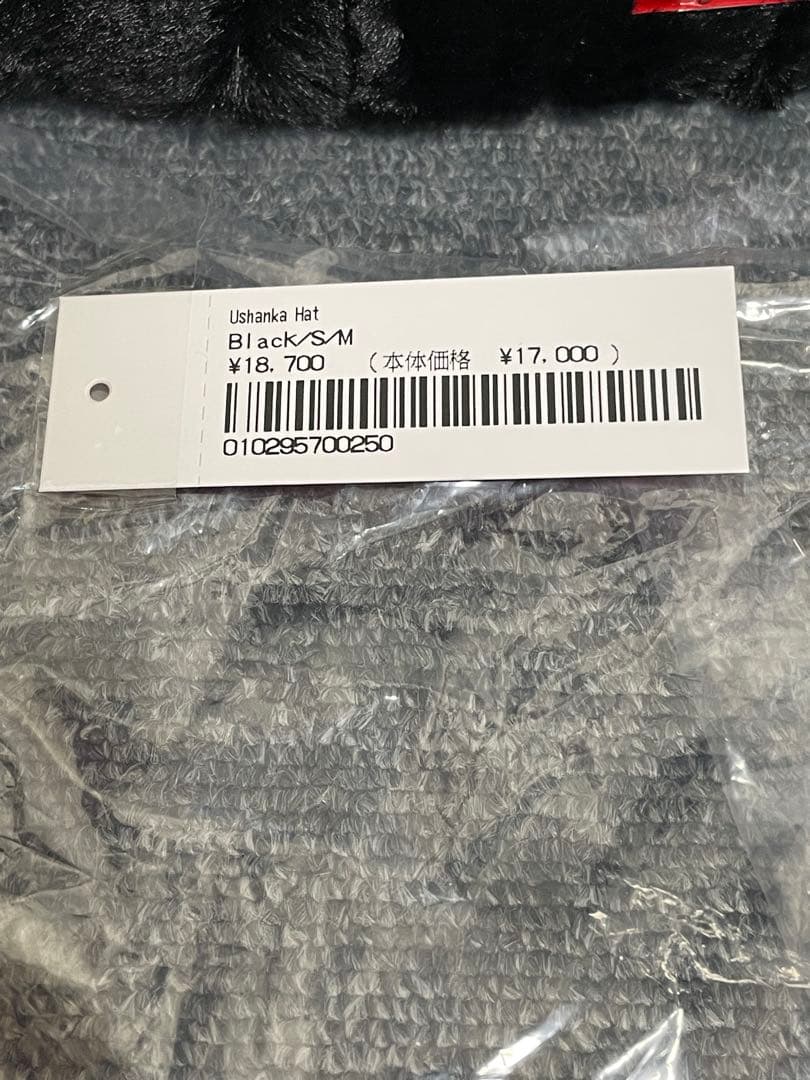 Ushanka Hat
Black/S/M
¥18,700 （本体価格 ¥17,000）
010295700250